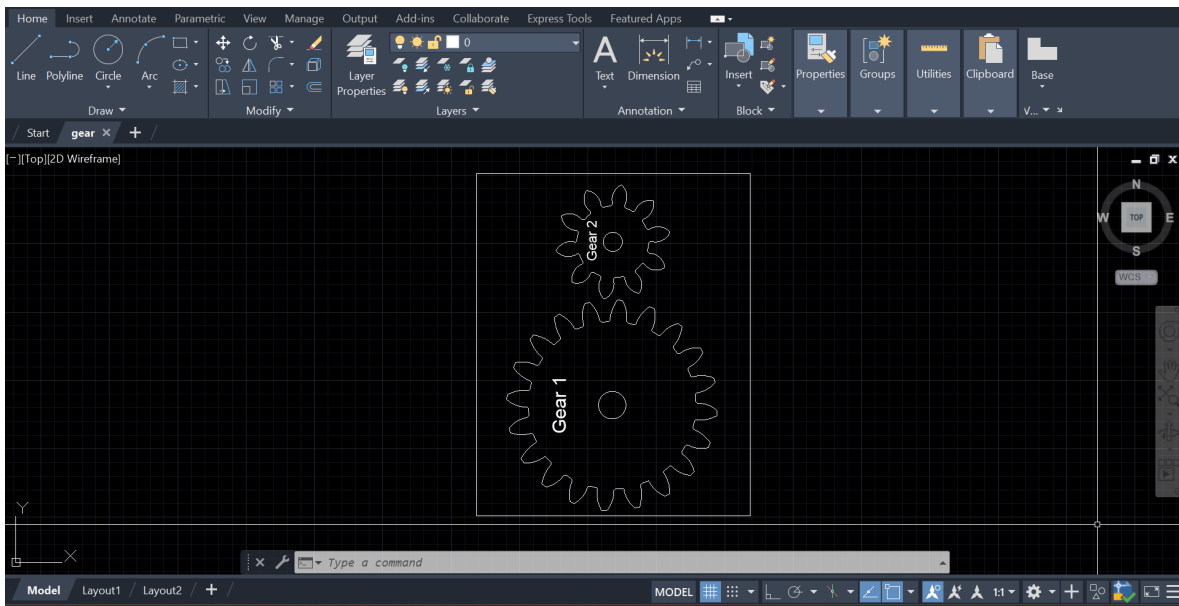 Home Insert Annotate Parametric View Manage Output Add-ins Collaborate Express Tools Featured Apps
0
Line Polyline Circle Arc
Layer Properties
Text Dimension
Insert
Properties Groups Utilities Clipboard Base
Draw Modify Layers Annotation Block V...
Start gear
[−][Top][2D Wireframe]
N
W TOP E
S
WCS
Gear 2
Gear 1
Y
X
Type a command
Model Layout1 Layout2 MODEL 1:1